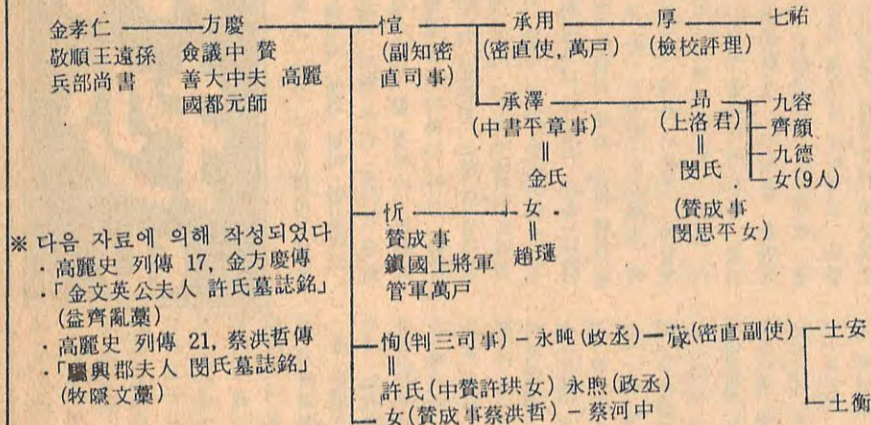 金孝仁 方慶 愃 承用 厚 七祐
敬順王遠孫 僉議中 贊 (副知密 (密直使, 萬戶) (檢校評理)
兵部尚書 善大中夫 高麗 直司事)
國都元師
承澤 昻 九容
(中書平章事) (上洛君) 齊顔
‖ ‖ 九德
金氏 閔氏 女(9人)
忻 女 (贊成事
贊成事 ‖ 閔思平女)
鎭國上將軍 趙璉
管軍萬戶
※ 다음 자료에 의해 작성되었다
· 高麗史 列傳 17, 金方慶傳
·「金文英公夫人 許氏墓誌銘」
(益齊亂藁)
· 高麗史 列傳 21, 蔡洪哲傳
·「驪興郡夫人 閔氏墓誌銘」
(牧隱文藁)
恂(判三司事) - 永旽(政丞) - 蕆(密直副使) 士安
‖
許氏(中贊許珙女) 永煦(政丞) 士衡
女(贊成事蔡洪哲) - 蔡河中